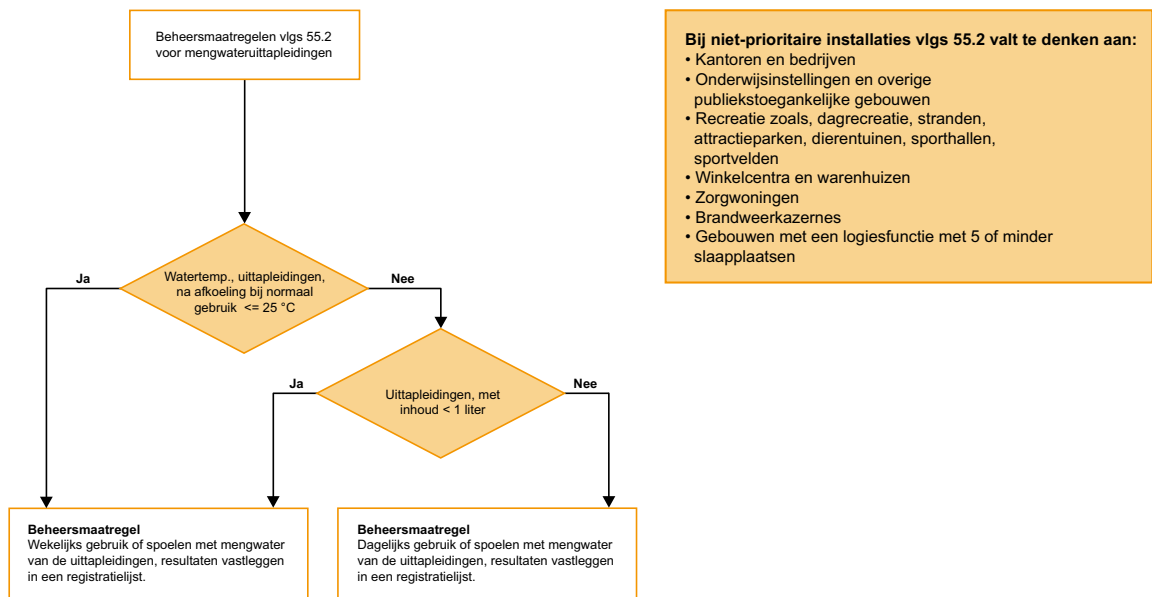 Beheersmaatregelen vlgs 55.2
voor mengwateruittapleidingen
Bij niet-prioritaire installaties vlgs 55.2 valt te denken aan:
• Kantoren en bedrijven
• Onderwijsinstellingen en overige
publiekstoegankelijke gebouwen
• Recreatie zoals, dagrecreatie, stranden,
attractieparken, dierentuinen, sporthallen,
sportvelden
• Winkelcentra en warenhuizen
• Zorgwoningen
• Brandweerkazernes
• Gebouwen met een logiesfunctie met 5 of minder
slaapplaatsen
Ja
Watertemp., uittapleidingen,
na afkoeling bij normaal
gebruik <= 25 °C
Nee
Ja
Uittapleidingen, met
inhoud < 1 liter
Nee
Beheersmaatregel
Wekelijks gebruik of spoelen met mengwater
van de uittapleidingen, resultaten vastleggen
in een registratielijst.
Beheersmaatregel
Dagelijks gebruik of spoelen met mengwater
van de uittapleidingen, resultaten vastleggen
in een registratielijst.